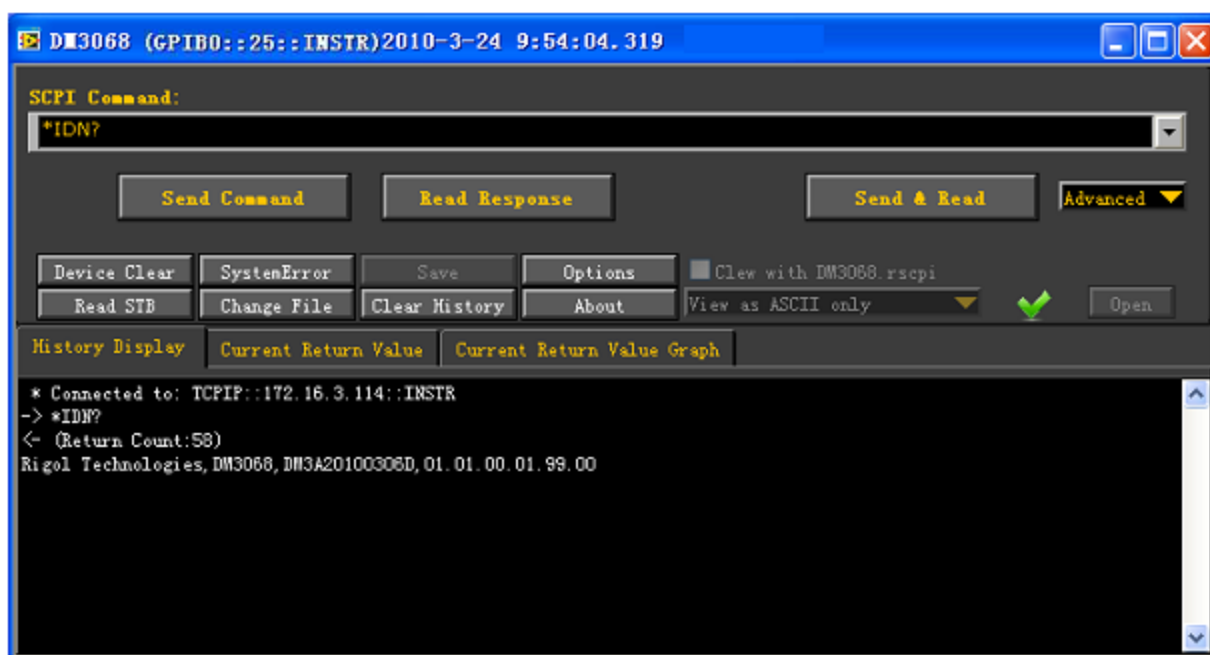 DM3068 (GPIB0::25::INSTR)2010-3-24 9:54:04.319
SCPI Command:
*IDN?
Send Command Read Response Send & Read Advanced
Device Clear SystemError Save Options Clew with DM3068.rscpi
Read STB Change File Clear History About View as ASCII only Open
History Display Current Return Value Current Return Value Graph
* Connected to: TCPIP::172.16.3.114::INSTR
-> *IDN?
<- (Return Count:58)
Rigol Technologies,DM3068,DM3A20100306D,01.01.00.01.99.00